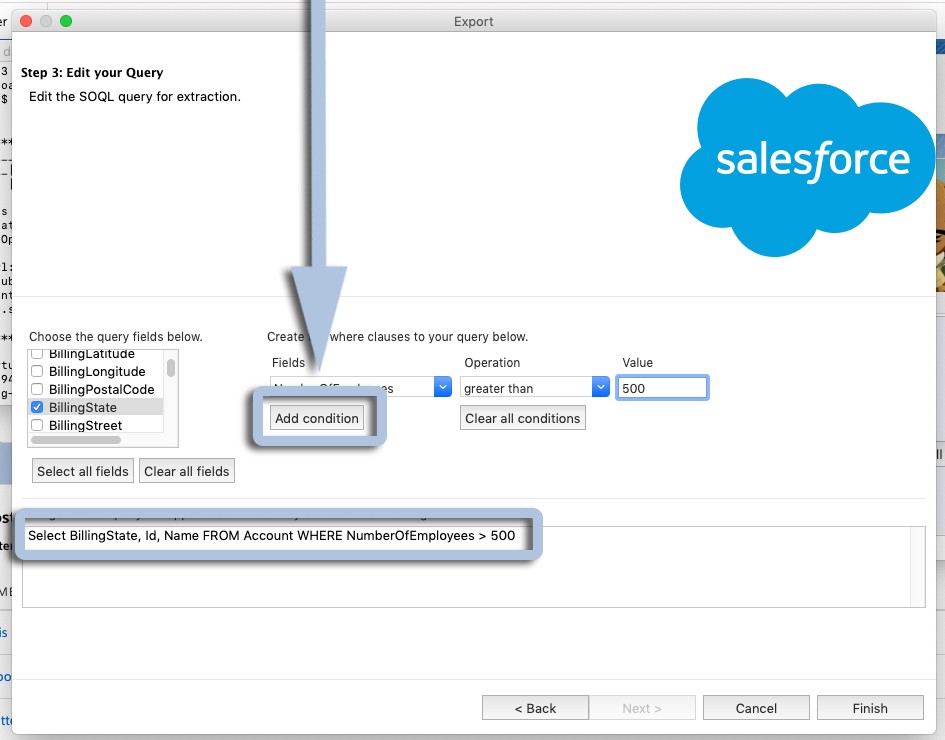 Export
Step 3: Edit your Query
Edit the SOQL query for extraction.
salesforce
Choose the query fields below.
Create where clauses to your query below.
Fields Operation Value
BillingLatitude
BillingLongitude
BillingPostalCode
BillingState
BillingStreet
NumberOfEmployees greater than 500
Add condition Clear all conditions
Select all fields Clear all fields
Select BillingState, Id, Name FROM Account WHERE NumberOfEmployees > 500
< Back Next > Cancel Finish